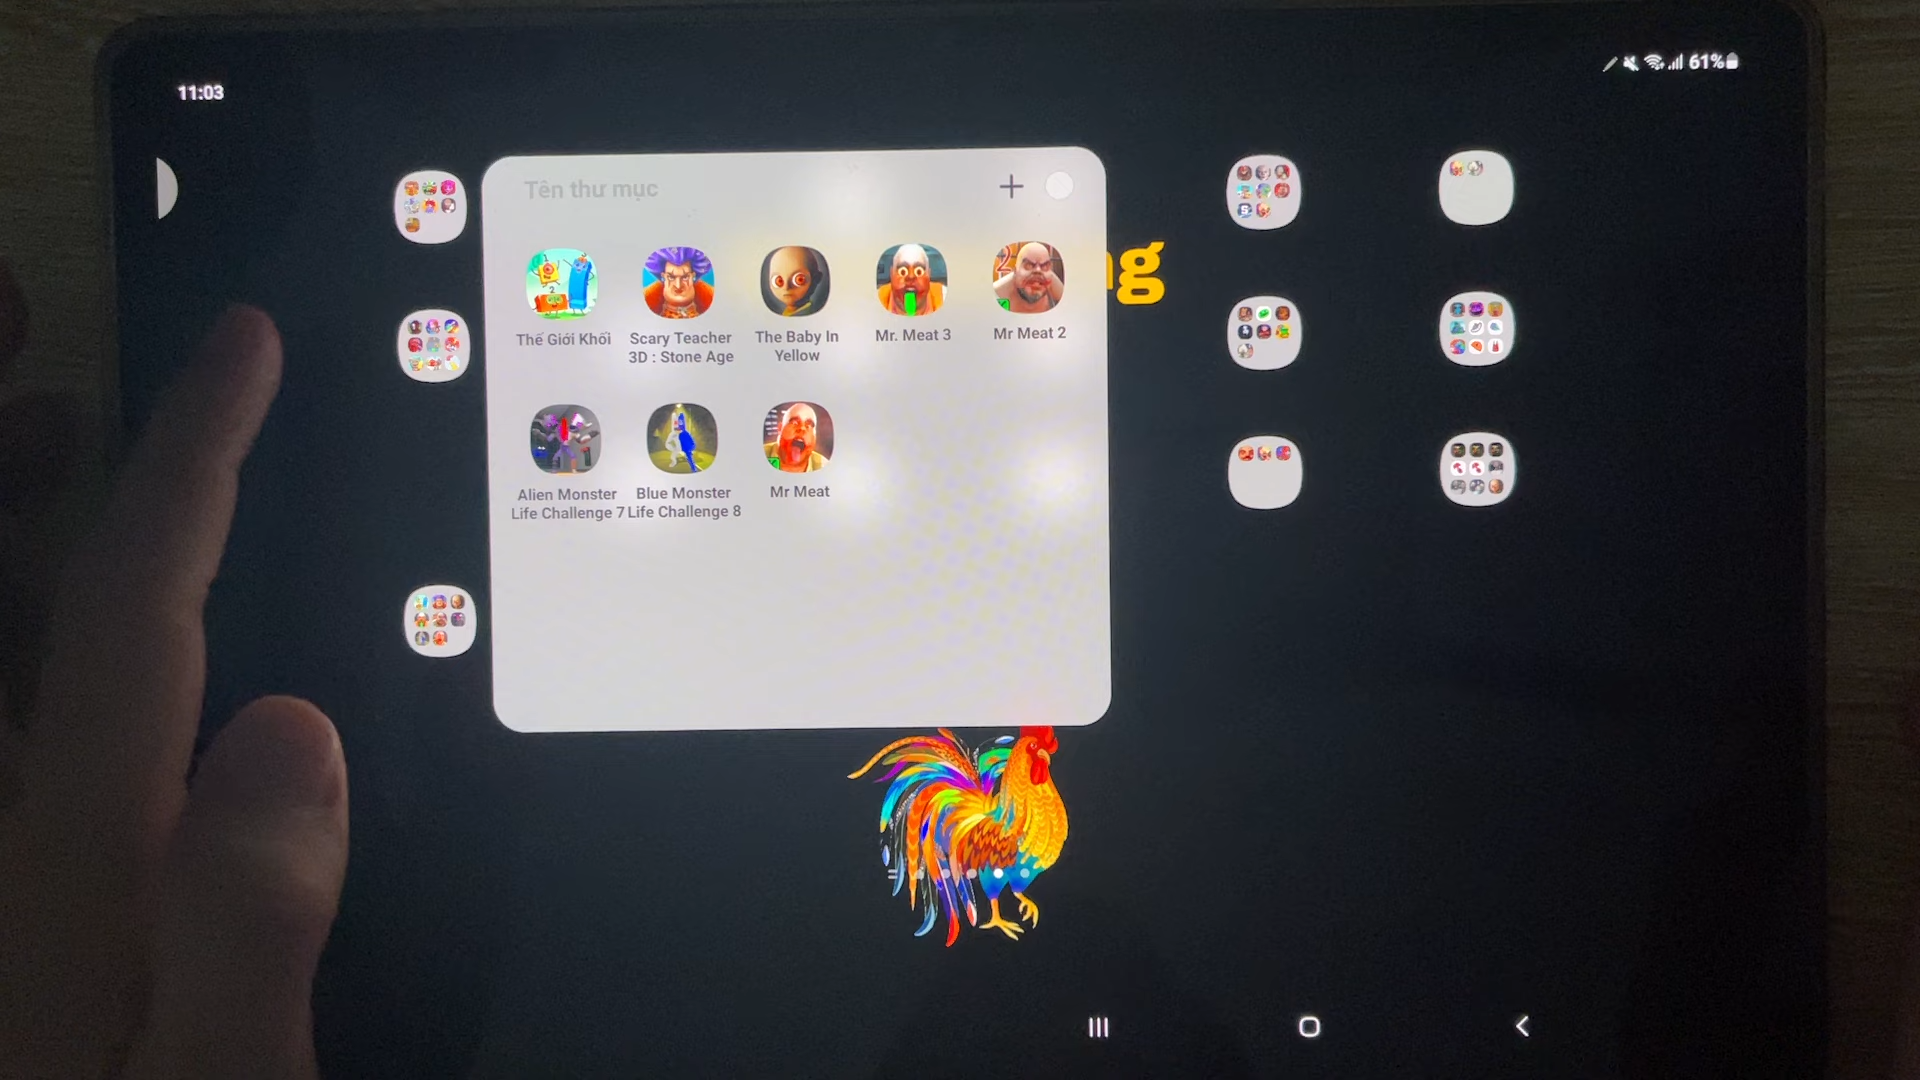 11:03
61%
Tên thư mục
ng
Thế Giới Khối
Scary Teacher
3D : Stone Age
The Baby In
Yellow
Mr. Meat 3
Mr Meat 2
Alien Monster
Life Challenge 7
Blue Monster
Life Challenge 8
Mr Meat